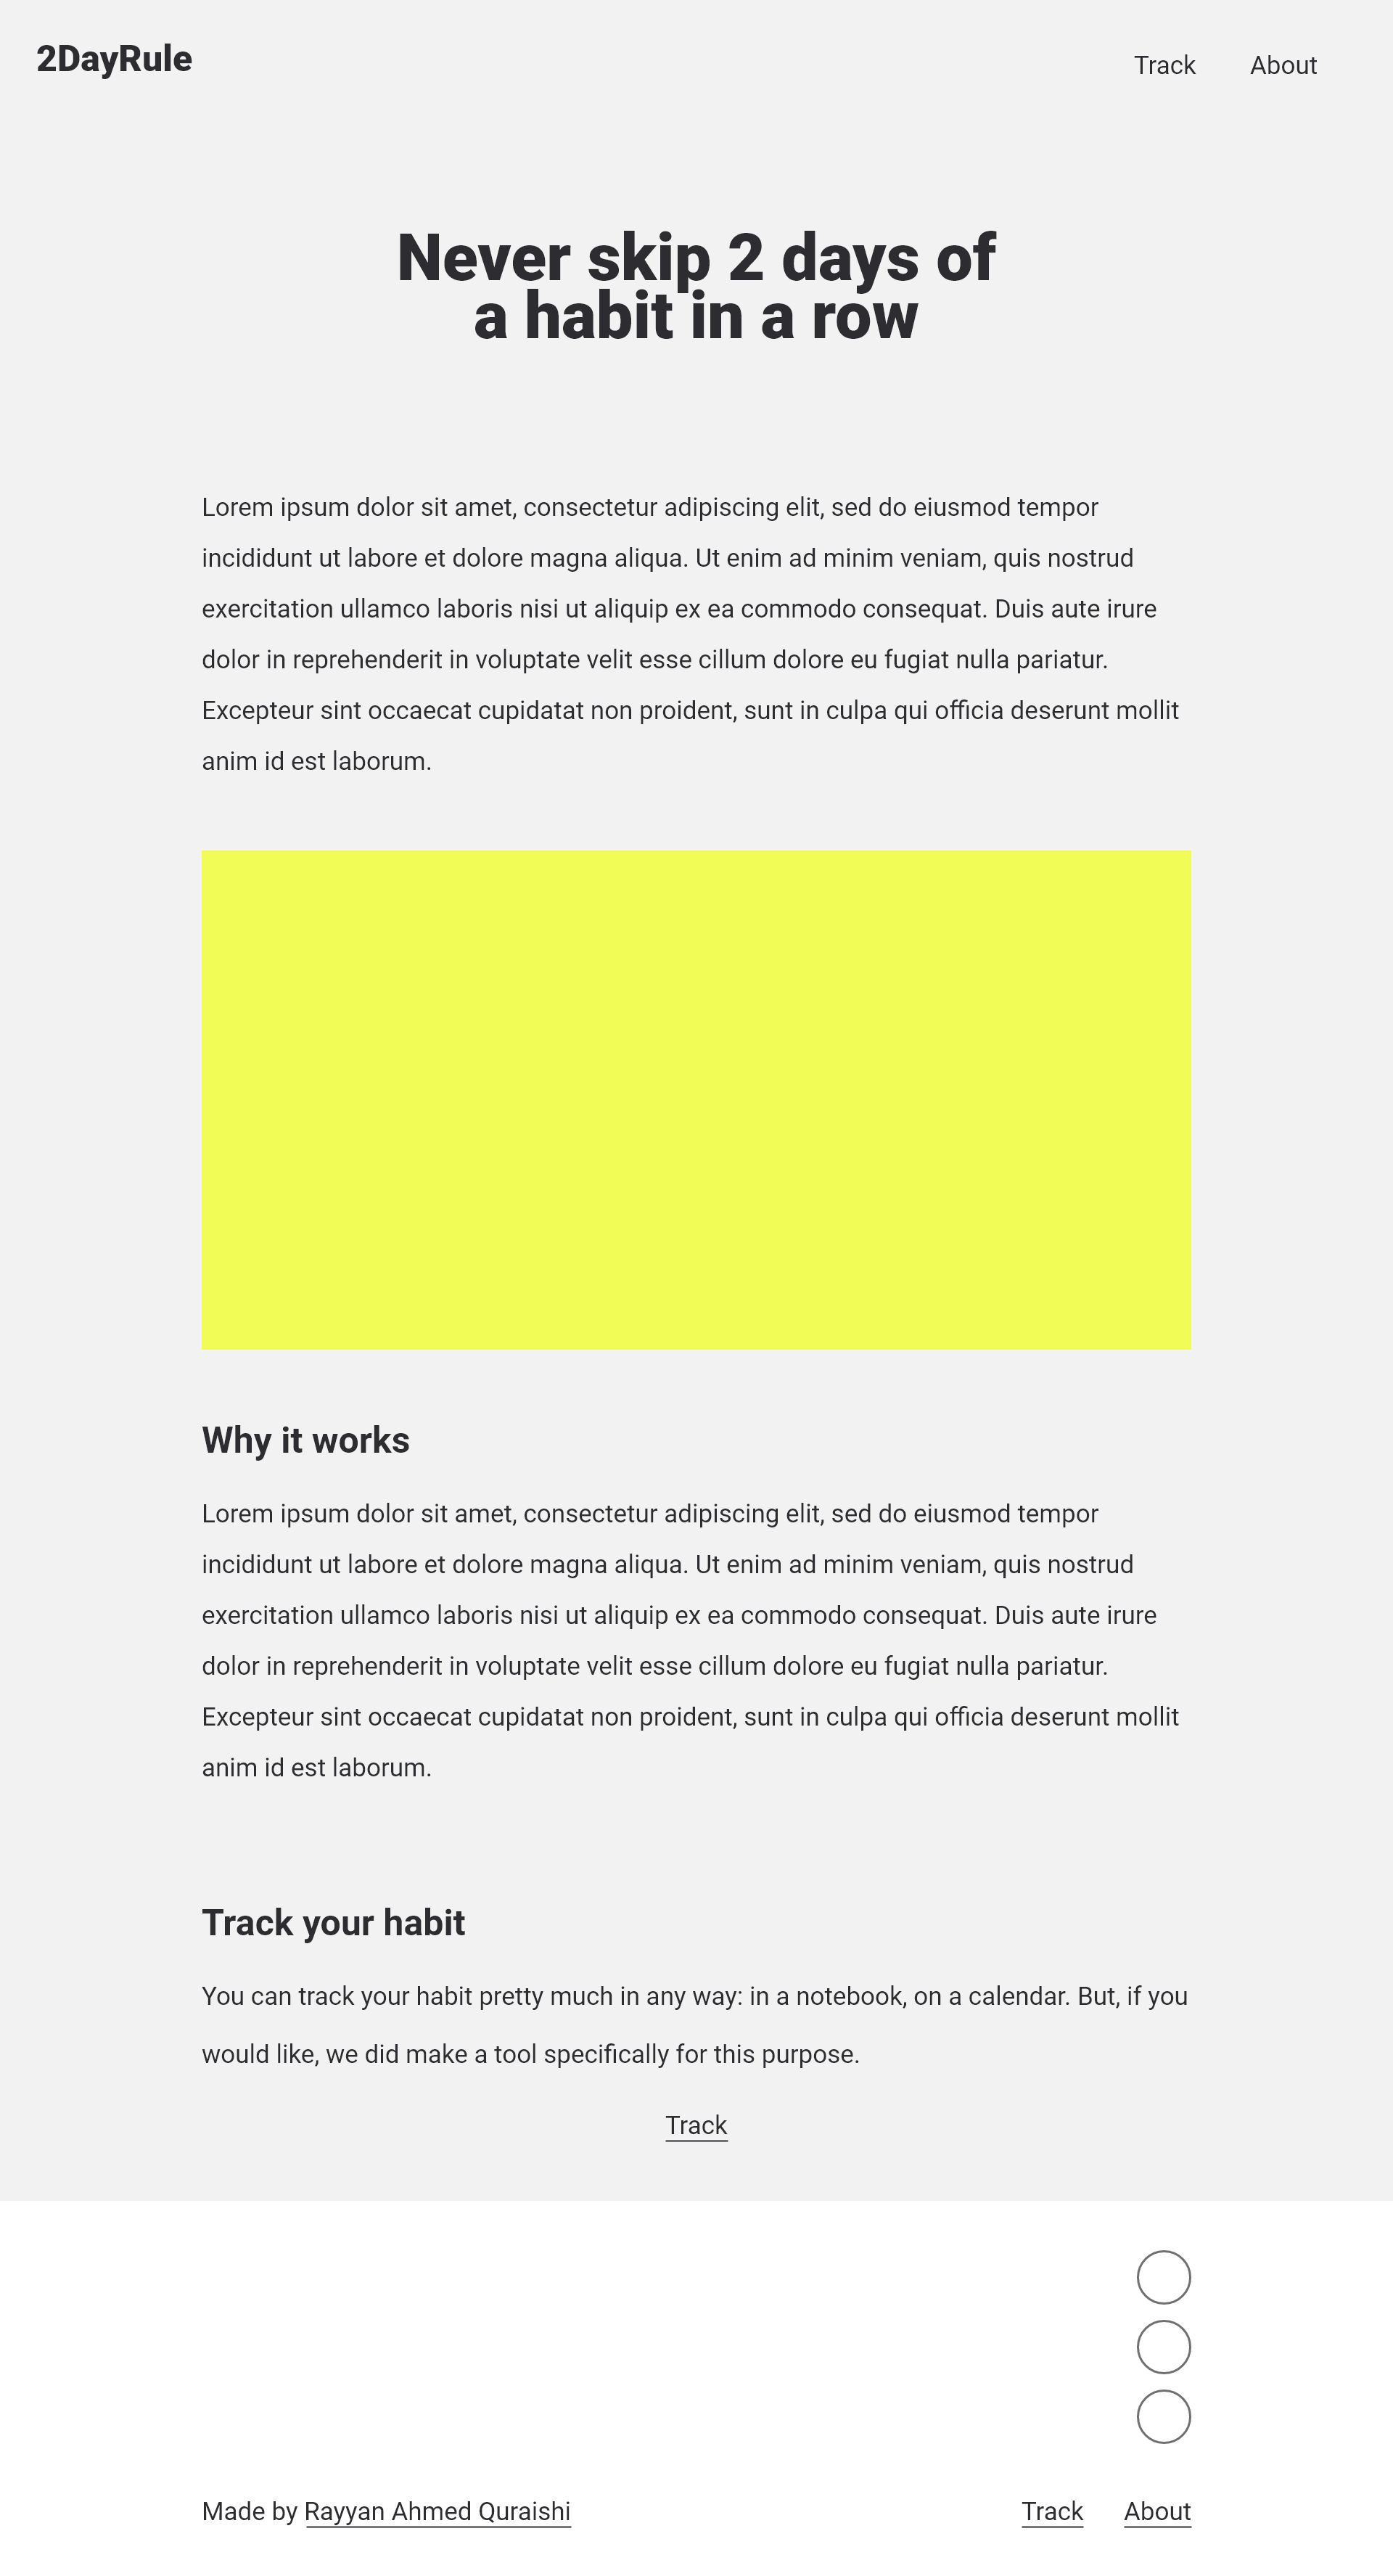 2DayRule
Track About
Never skip 2 days of
a habit in a row
Lorem ipsum dolor sit amet, consectetur adipiscing elit, sed do eiusmod tempor
incididunt ut labore et dolore magna aliqua. Ut enim ad minim veniam, quis nostrud
exercitation ullamco laboris nisi ut aliquip ex ea commodo consequat. Duis aute irure
dolor in reprehenderit in voluptate velit esse cillum dolore eu fugiat nulla pariatur.
Excepteur sint occaecat cupidatat non proident, sunt in culpa qui officia deserunt mollit
anim id est laborum.
Why it works
Lorem ipsum dolor sit amet, consectetur adipiscing elit, sed do eiusmod tempor
incididunt ut labore et dolore magna aliqua. Ut enim ad minim veniam, quis nostrud
exercitation ullamco laboris nisi ut aliquip ex ea commodo consequat. Duis aute irure
dolor in reprehenderit in voluptate velit esse cillum dolore eu fugiat nulla pariatur.
Excepteur sint occaecat cupidatat non proident, sunt in culpa qui officia deserunt mollit
anim id est laborum.
Track your habit
You can track your habit pretty much in any way: in a notebook, on a calendar. But, if you
would like, we did make a tool specifically for this purpose.
Track
Made by Rayyan Ahmed Quraishi
Track About